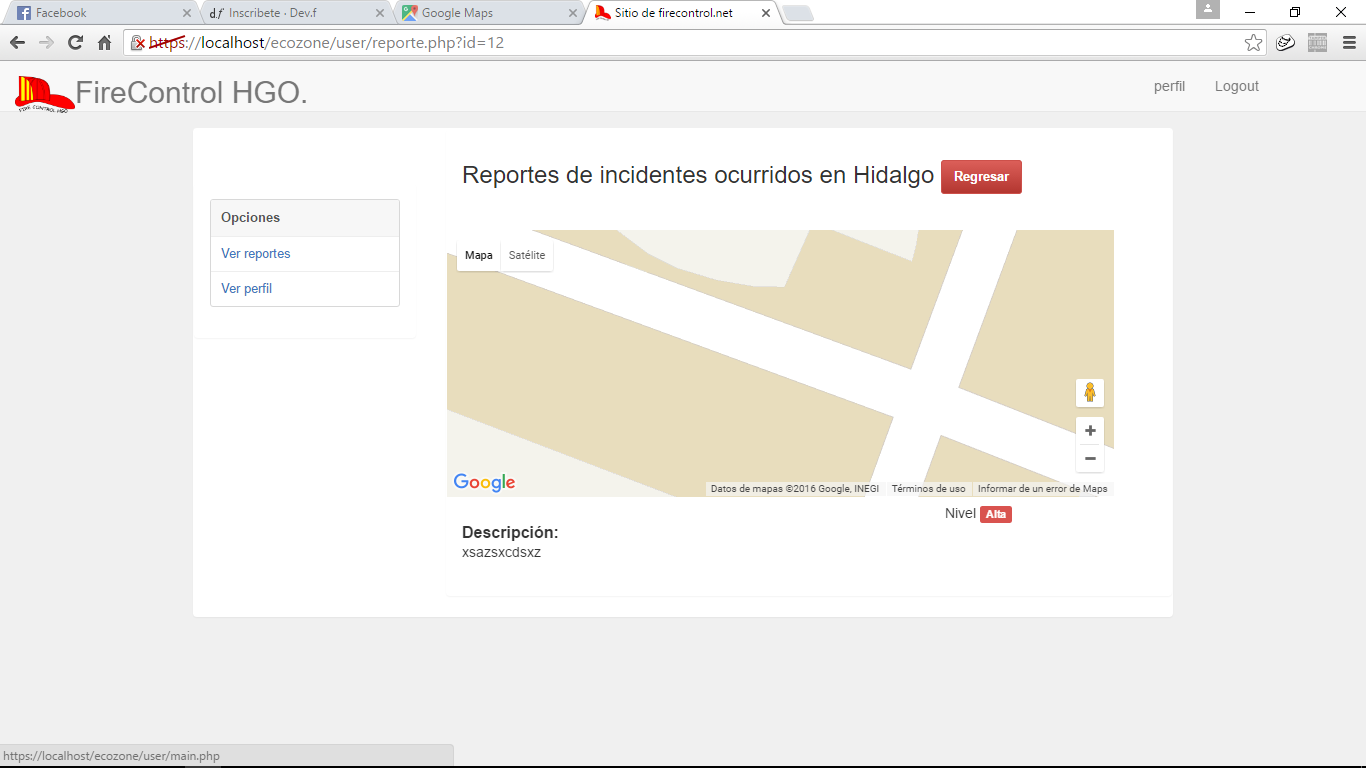 Facebook
Inscribete · Dev.f
Google Maps
Sitio de firecontrol.net
https://localhost/ecozone/user/reporte.php?id=12
FIRE CONTROL HGO
FireControl HGO.
perfil
Logout
Reportes de incidentes ocurridos en Hidalgo
Regresar
Opciones
Ver reportes
Ver perfil
Mapa
Satélite
Google
Datos de mapas ©2016 Google, INEGI
Términos de uso
Informar de un error de Maps
Nivel Alta
Descripción:
xsazsxcdsxz
https://localhost/ecozone/user/main.php